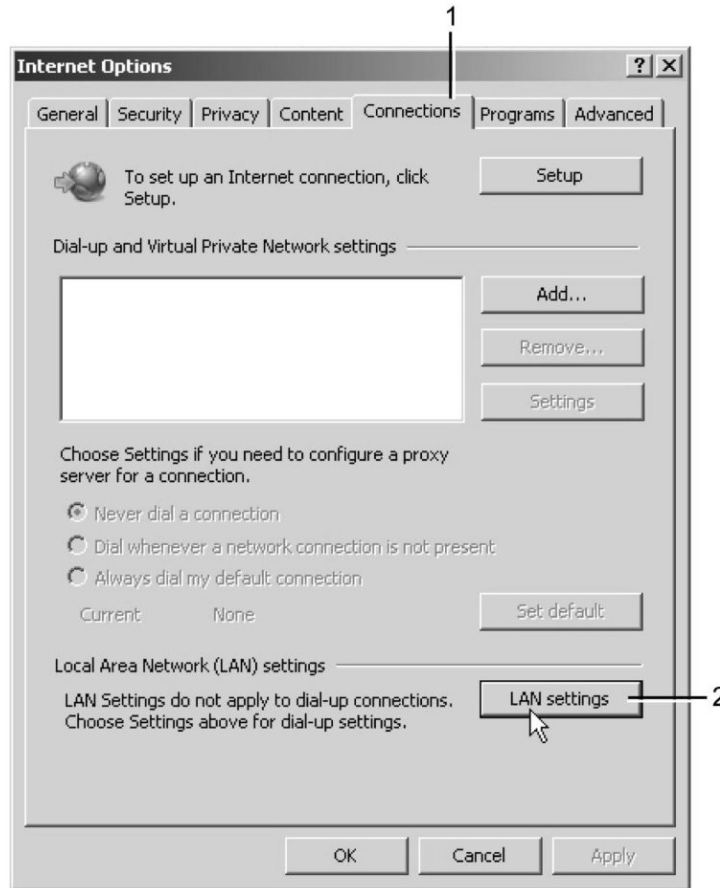 1
Internet Options
? X
General Security Privacy Content Connections Programs Advanced
To set up an Internet connection, click
Setup.
Setup
Dial-up and Virtual Private Network settings
Add...
Remove...
Settings
Choose Settings if you need to configure a proxy
server for a connection.
Never dial a connection
Dial whenever a network connection is not present
Always dial my default connection
Current None
Set default
Local Area Network (LAN) settings
LAN Settings do not apply to dial-up connections.
Choose Settings above for dial-up settings.
LAN settings
2
OK Cancel Apply